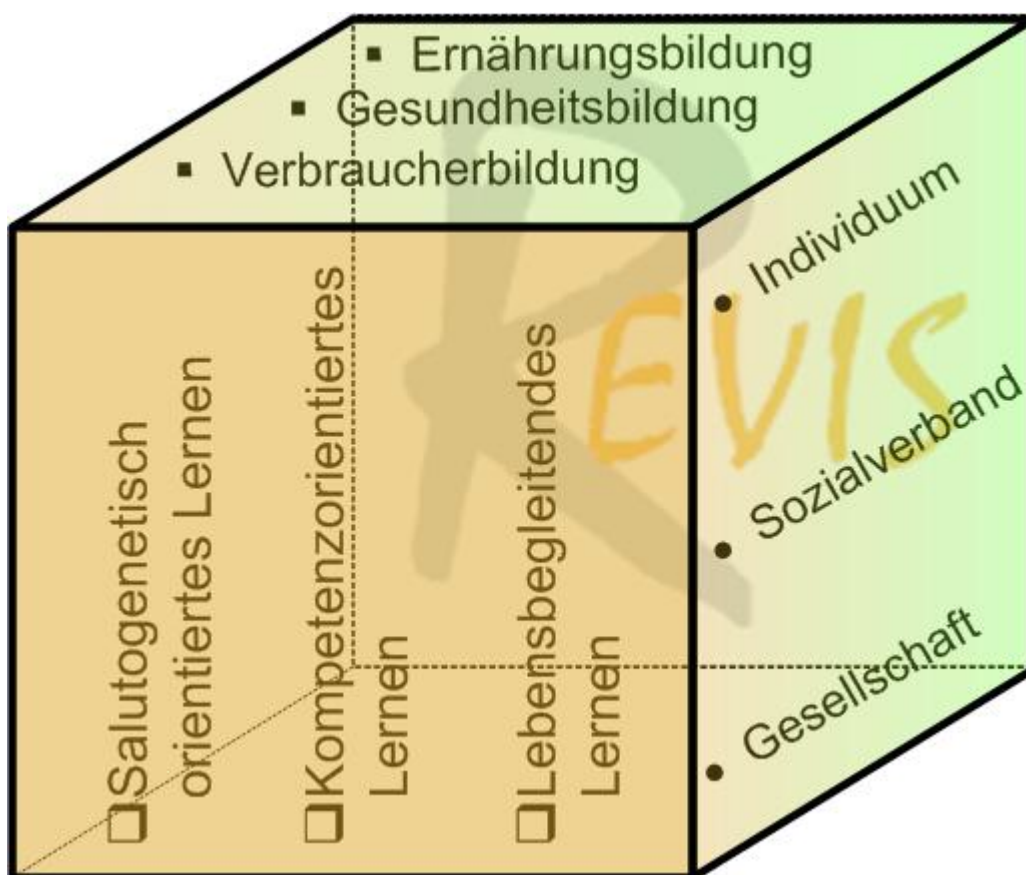 Ernährungsbildung
Gesundheitsbildung
Verbraucherbildung
Individuum
Sozialverband
Gesellschaft
Salutogenetisch
orientiertes Lernen
Kompetenzorientiertes
Lernen
Lebensbegleitendes
Lernen
REVIS